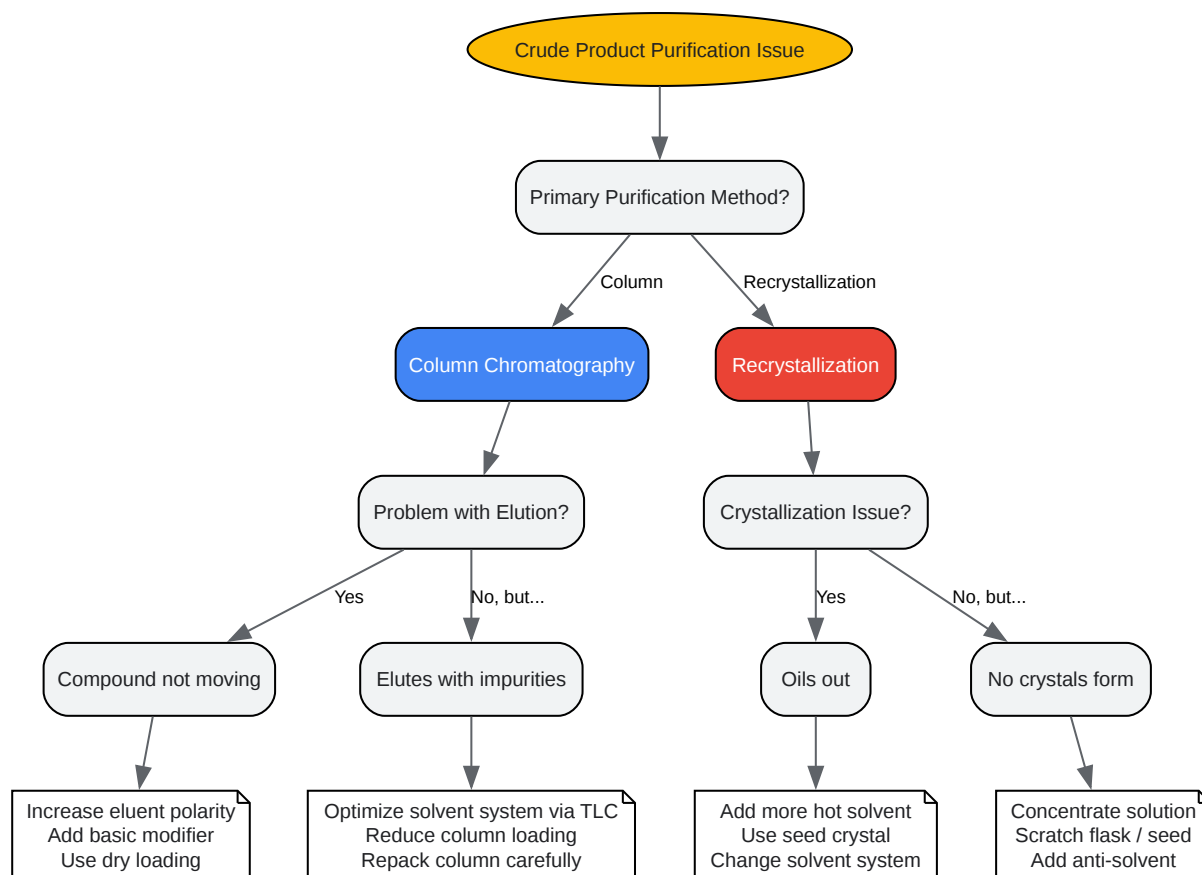 Crude Product Purification Issue
Primary Purification Method?
Column
Recrystallization
Column Chromatography
Recrystallization
Problem with Elution?
Crystallization Issue?
Yes
No, but...
Yes
No, but...
Compound not moving
Elutes with impurities
Oils out
No crystals form
Increase eluent polarity
Add basic modifier
Use dry loading
Optimize solvent system via TLC
Reduce column loading
Repack column carefully
Add more hot solvent
Use seed crystal
Change solvent system
Concentrate solution
Scratch flask / seed
Add anti-solvent